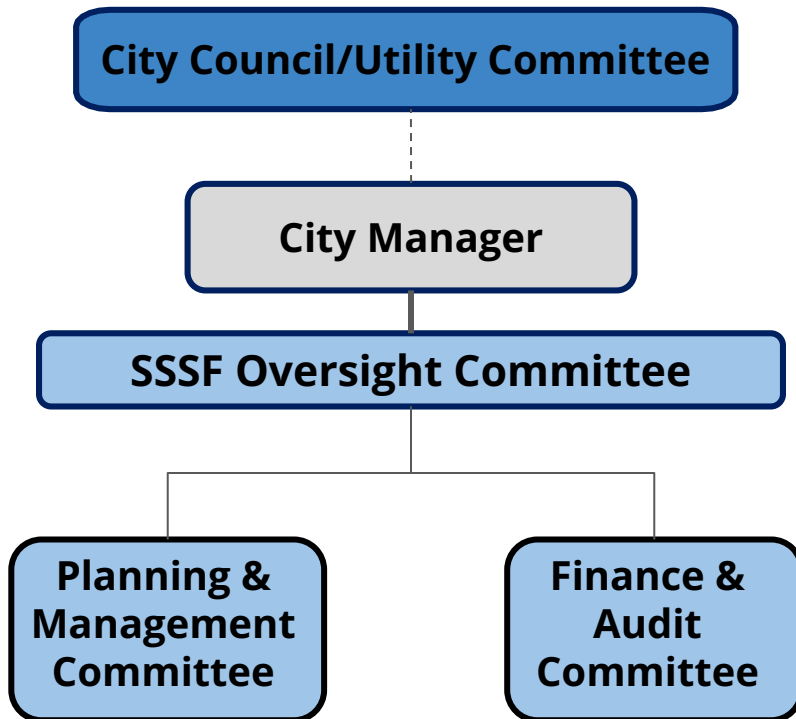 City Council/Utility Committee
City Manager
SSSF Oversight Committee
Planning &
Management
Committee
Finance &
Audit
Committee